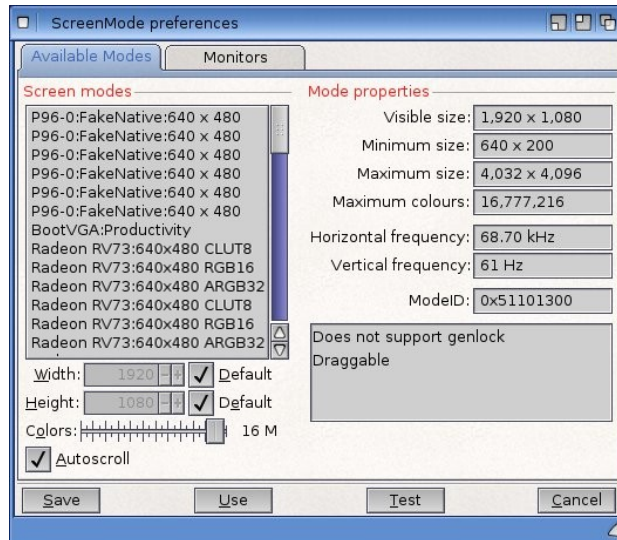 ScreenMode preferences
Available Modes
Monitors
Screen modes
P96-0:FakeNative:640 x 480
P96-0:FakeNative:640 x 480
P96-0:FakeNative:640 x 480
P96-0:FakeNative:640 x 480
P96-0:FakeNative:640 x 480
P96-0:FakeNative:640 x 480
BootVGA:Productivity
Radeon RV73:640x480 CLUT8
Radeon RV73:640x480 RGB16
Radeon RV73:640x480 ARGB32
Radeon RV73:640x480 CLUT8
Radeon RV73:640x480 RGB16
Radeon RV73:640x480 ARGB32
Width: 1920 - + Default
Height: 1080 - + Default
Colors: 16 M
Autoscroll
Mode properties
Visible size: 1,920 x 1,080
Minimum size: 640 x 200
Maximum size: 4,032 x 4,096
Maximum colours: 16,777,216
Horizontal frequency: 68.70 kHz
Vertical frequency: 61 Hz
ModeID: 0x51101300
Does not support genlock
Draggable
Save
Use
Test
Cancel